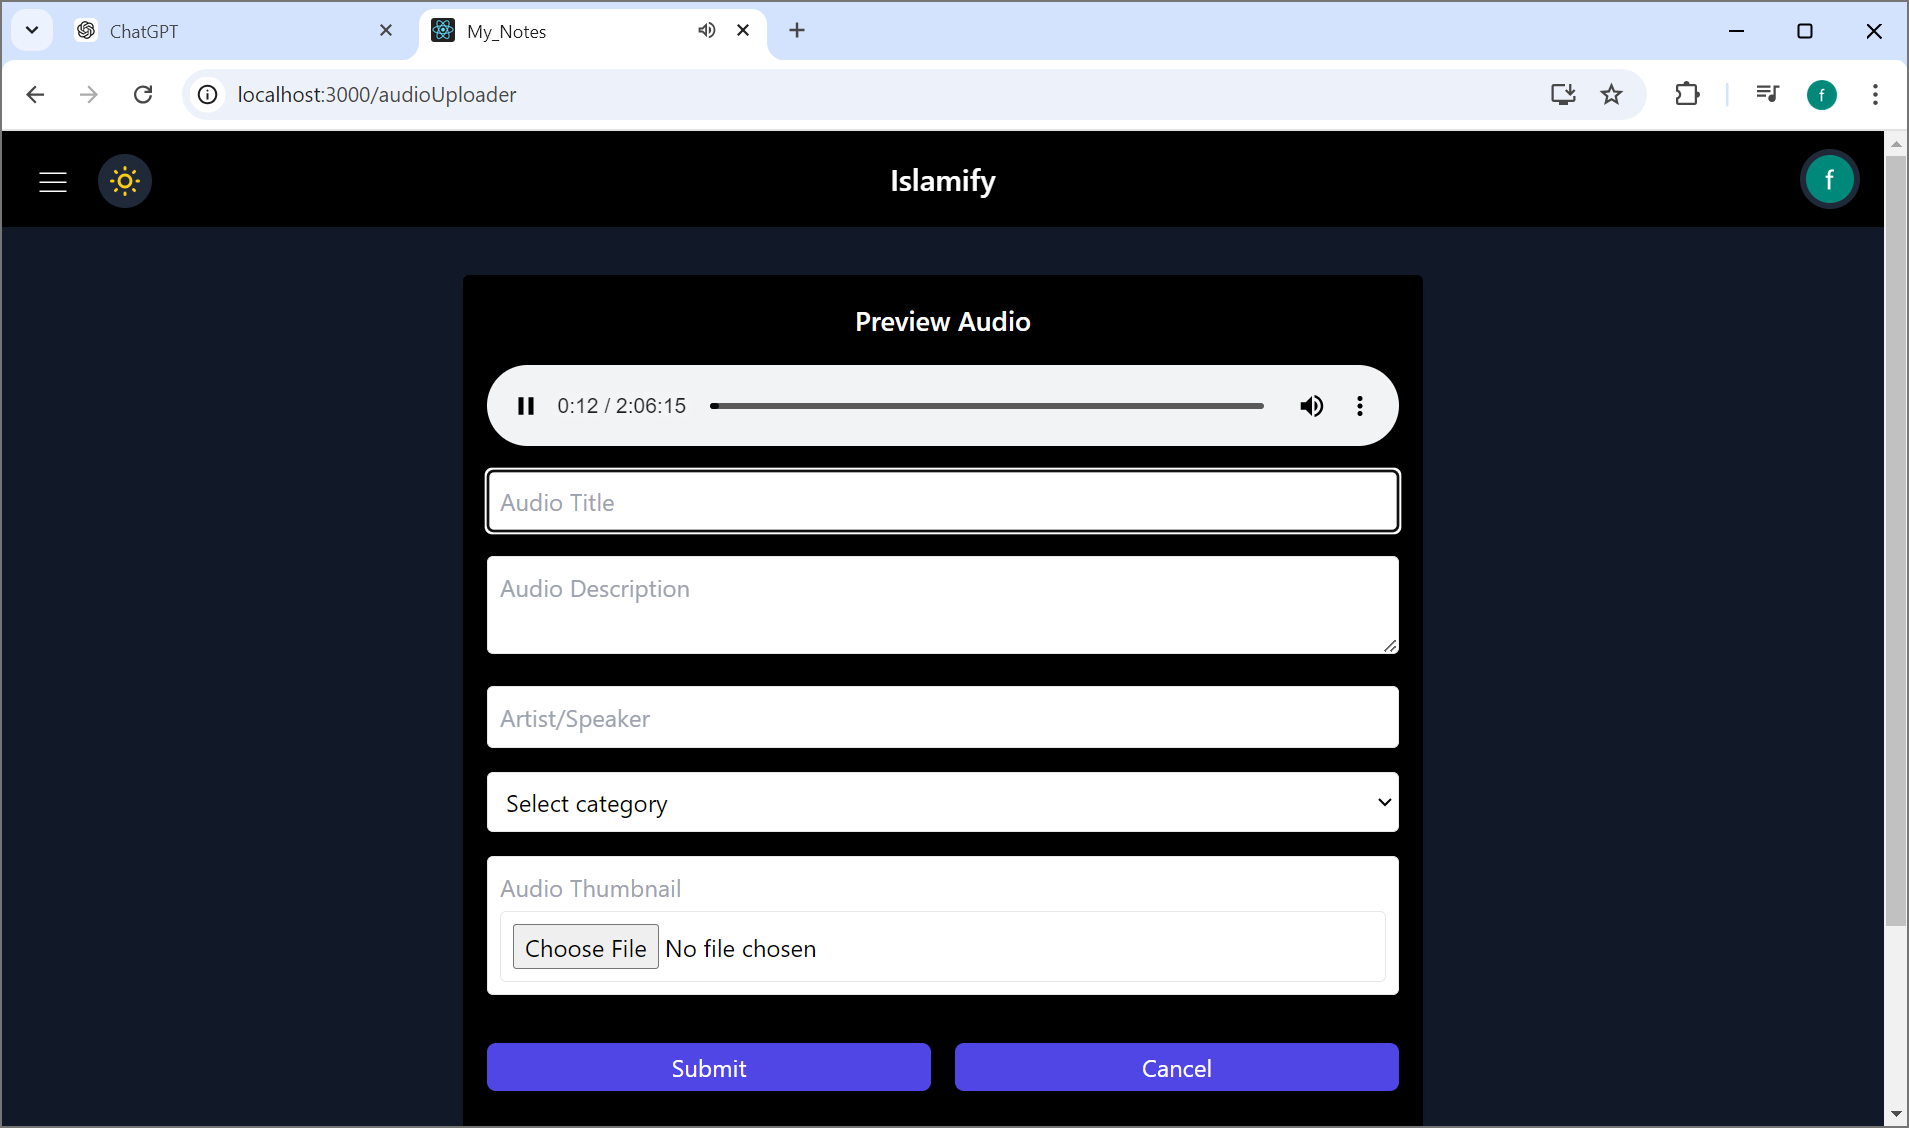 ChatGPT
My_Notes
localhost:3000/audioUploader
f
Islamify
f
Preview Audio
0:12 / 2:06:15
Audio Title
Audio Description
Artist/Speaker
Select category
Audio Thumbnail
Choose File No file chosen
Submit
Cancel